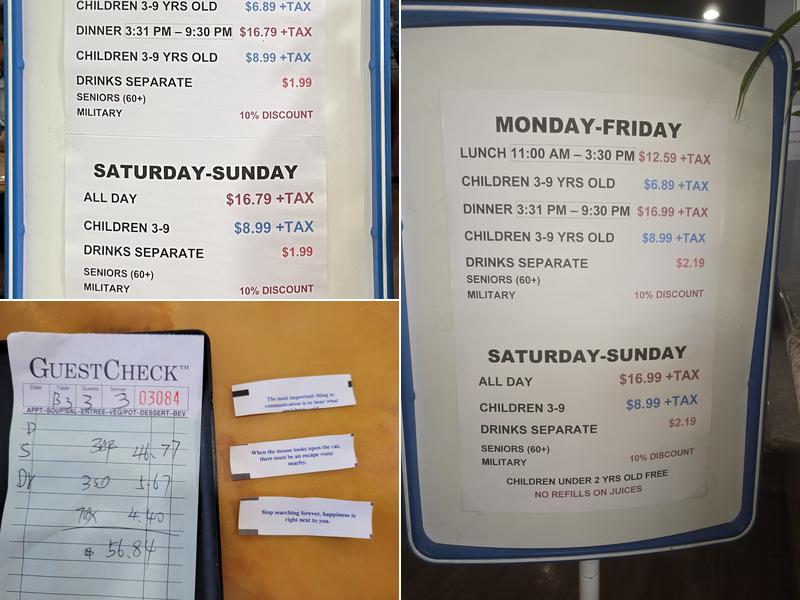 CHILDREN 3-9 YRS OLD $6.89 +TAX
DINNER 3:31 PM – 9:30 PM $16.79 +TAX
CHILDREN 3-9 YRS OLD $8.99 +TAX
DRINKS SEPARATE $1.99
SENIORS (60+)
MILITARY 10% DISCOUNT
SATURDAY-SUNDAY
ALL DAY $16.79 +TAX
CHILDREN 3-9 $8.99 +TAX
DRINKS SEPARATE $1.99
SENIORS (60+)
MILITARY 10% DISCOUNT
MONDAY-FRIDAY
LUNCH 11:00 AM – 3:30 PM $12.59 +TAX
CHILDREN 3-9 YRS OLD $6.89 +TAX
DINNER 3:31 PM – 9:30 PM $16.99 +TAX
CHILDREN 3-9 YRS OLD $8.99 +TAX
DRINKS SEPARATE $2.19
SENIORS (60+)
MILITARY 10% DISCOUNT
SATURDAY-SUNDAY
ALL DAY $16.99 +TAX
CHILDREN 3-9 $8.99 +TAX
DRINKS SEPARATE $2.19
SENIORS (60+)
MILITARY 10% DISCOUNT
CHILDREN UNDER 2 YRS OLD FREE
NO REFILLS ON JUICES
GUESTCHECK™
Date Table Guests Server
B3 3 3 03084
APPT-SOUP/SAL-ENTREE-VEG/POT-DESSERT-BEV
D
S 46.77
DR 5.67
TAX 4.40
$ 56.84
The most important thing in
communication is to hear what
When the mouse looks upon the cat,
there must be an escape route
nearby.
Stop searching forever, happiness is
right next to you.